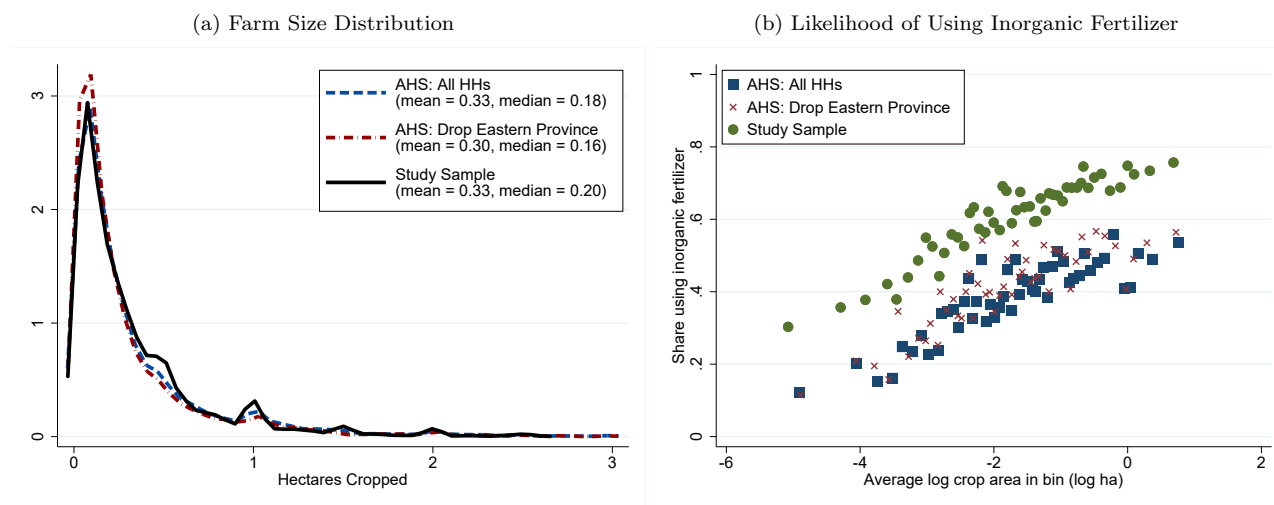 (a) Farm Size Distribution
AHS: All HHs
(mean = 0.33, median = 0.18)
AHS: Drop Eastern Province
(mean = 0.30, median = 0.16)
Study Sample
(mean = 0.33, median = 0.20)
3
2
1
0
0 1 2 3
Hectares Cropped
(b) Likelihood of Using Inorganic Fertilizer
AHS: All HHs
AHS: Drop Eastern Province
Study Sample
Share using inorganic fertilizer
1
.8
.6
.4
.2
0
-6 -4 -2 0 2
Average log crop area in bin (log ha)